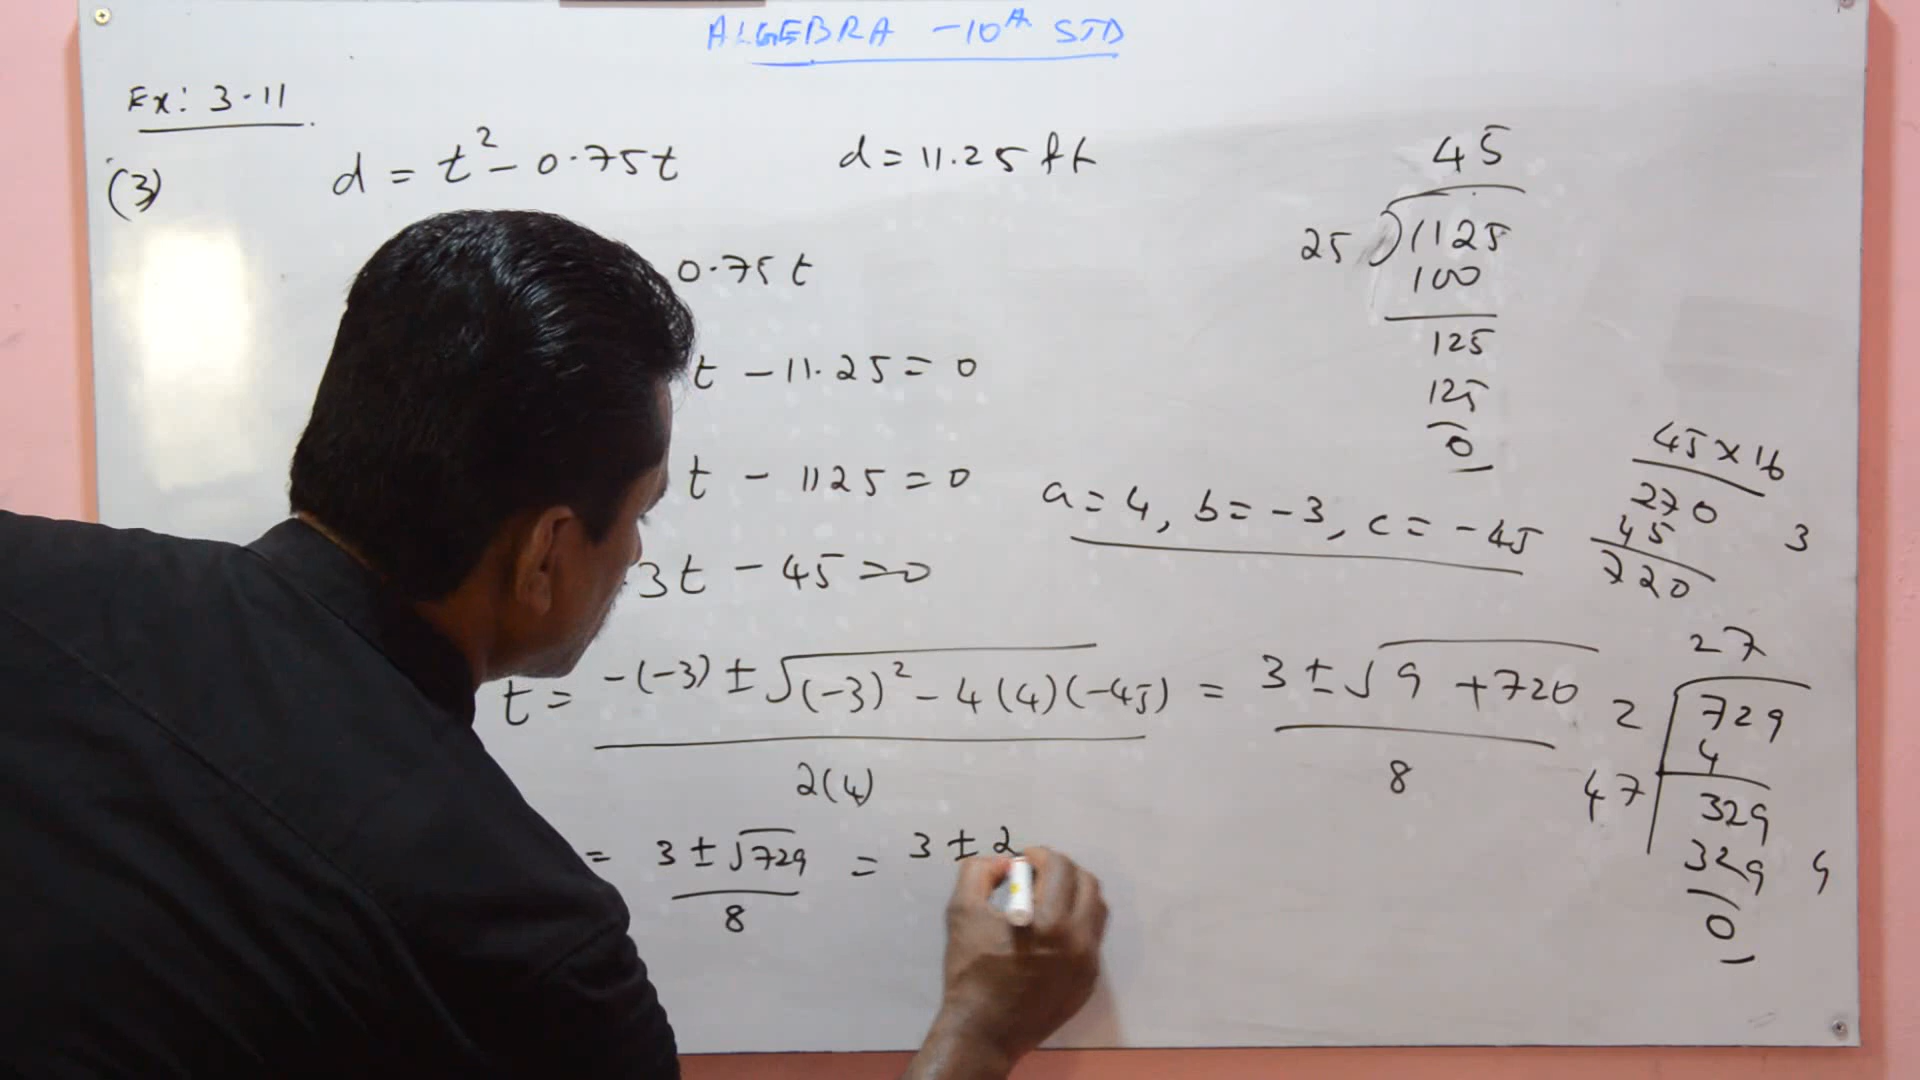 ALGEBRA - 10th STD
Ex: 3.11
(3) d = t² - 0.75t d = 11.25 ft
0.75t
t - 11.25 = 0
t - 1125 = 0
3t - 45 = 0
a = 4, b = -3, c = -45
t = -(-3) ± √(-3)² - 4(4)(-45) = 3 ± √9 + 720
2(4) 8
= 3 ± √729 = 3 ± 2
8
45
25 1125
100
125
125
0
45 × 16
270 3
45
720
27
2 729
4
47 329
329 9
0